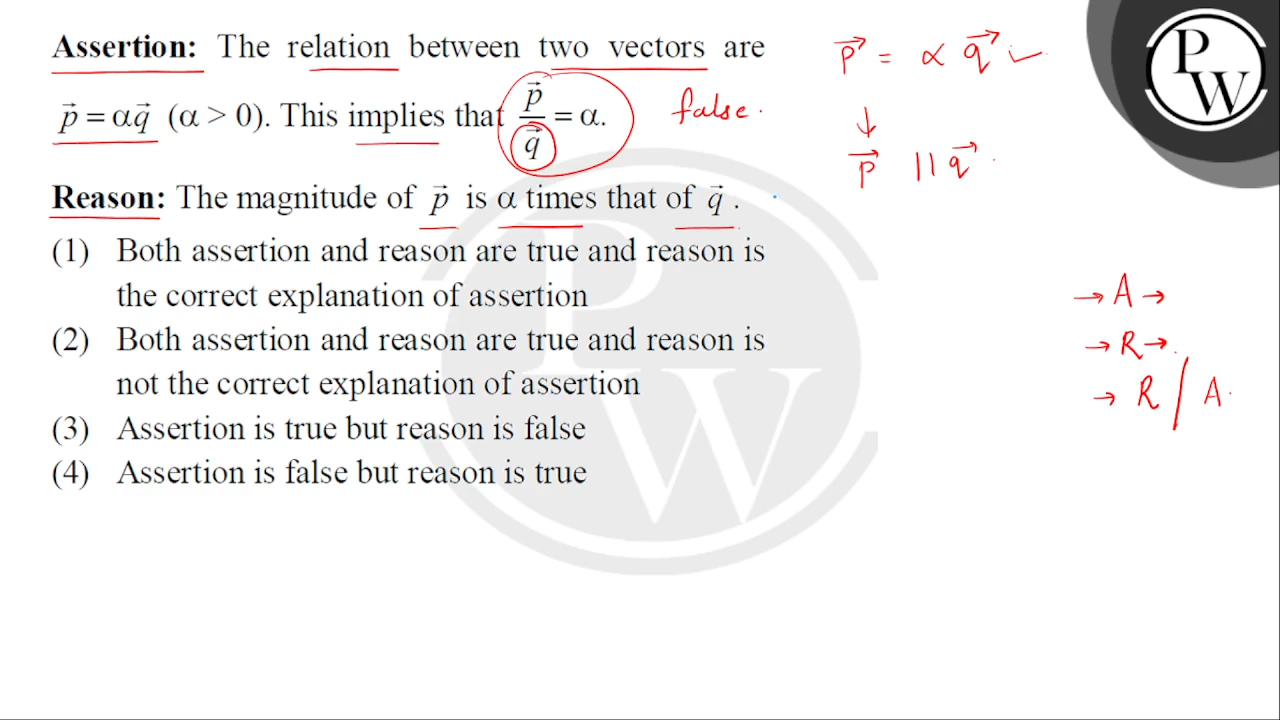 Assertion: The relation between two vectors are
p⃗ = αq⃗ (α > 0). This implies that p⃗/q⃗ = α.
Reason: The magnitude of p⃗ is α times that of q⃗ .
(1) Both assertion and reason are true and reason is
the correct explanation of assertion
(2) Both assertion and reason are true and reason is
not the correct explanation of assertion
(3) Assertion is true but reason is false
(4) Assertion is false but reason is true
false.
p⃗ = α q⃗ ✓
↓
p⃗ || q⃗
→ A →
→ R →.
→ R / A.
PW
PW